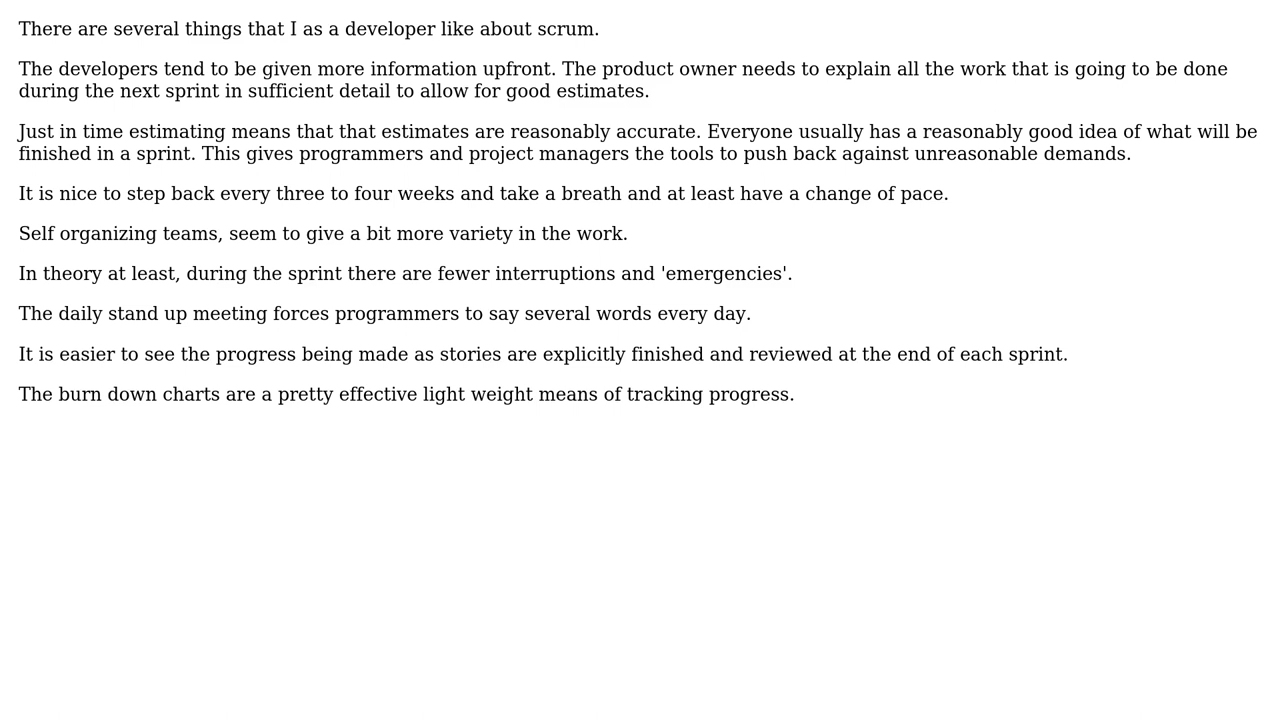 There are several things that I as a developer like about scrum.
The developers tend to be given more information upfront. The product owner needs to explain all the work that is going to be done
during the next sprint in sufficient detail to allow for good estimates.
Just in time estimating means that that estimates are reasonably accurate. Everyone usually has a reasonably good idea of what will be
finished in a sprint. This gives programmers and project managers the tools to push back against unreasonable demands.
It is nice to step back every three to four weeks and take a breath and at least have a change of pace.
Self organizing teams, seem to give a bit more variety in the work.
In theory at least, during the sprint there are fewer interruptions and 'emergencies'.
The daily stand up meeting forces programmers to say several words every day.
It is easier to see the progress being made as stories are explicitly finished and reviewed at the end of each sprint.
The burn down charts are a pretty effective light weight means of tracking progress.